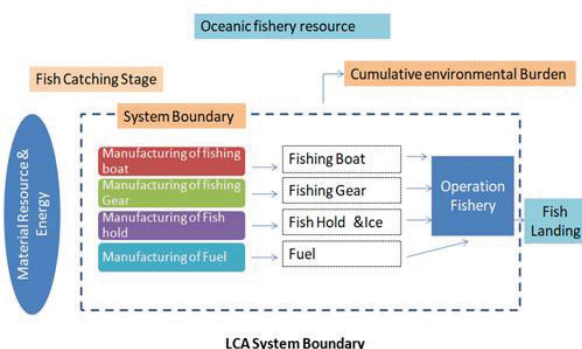 Oceanic fishery resource
Fish Catching Stage
Cumulative environmental Burden
System Boundary
Material Resource &
Energy
Manufacturing of fishing
boat
Fishing Boat
Manufacturing of fishing
Gear
Fishing Gear
Manufacturing of Fish
hold
Fish Hold &Ice
Manufacturing of Fuel
Fuel
Operation
Fishery
Fish
Landing
LCA System Boundary